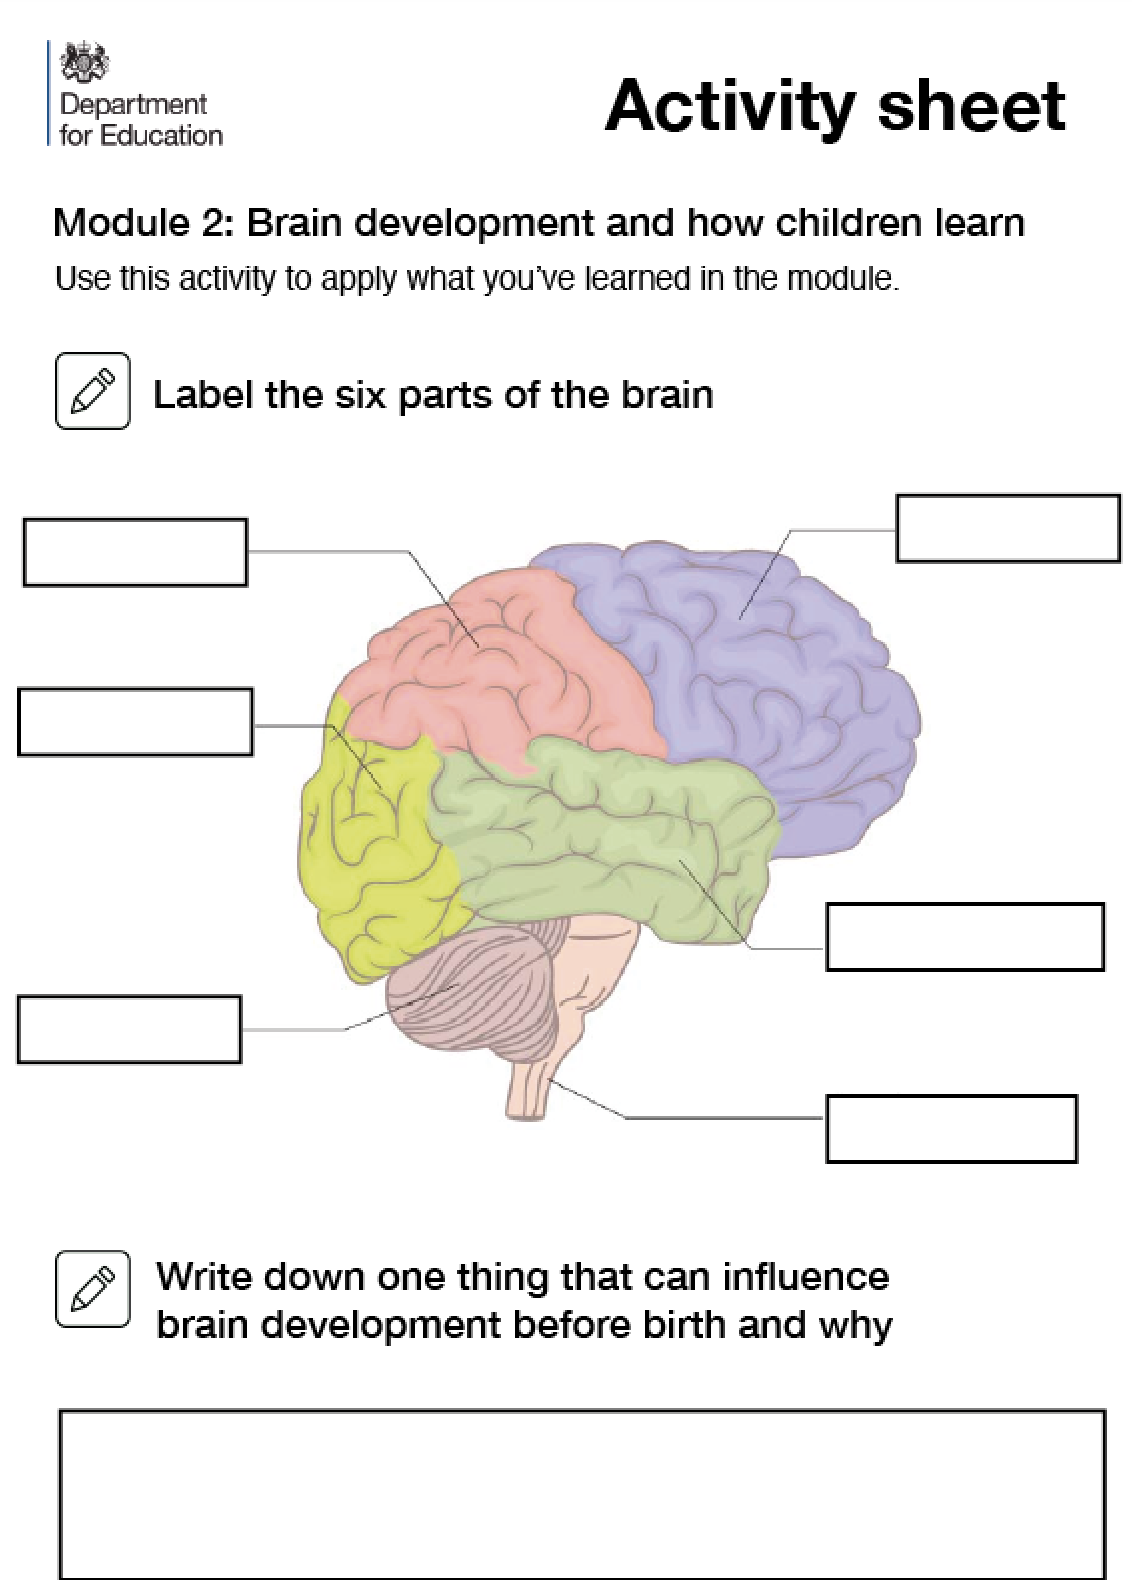 Department
for Education
Activity sheet
Module 2: Brain development and how children learn
Use this activity to apply what you’ve learned in the module.
Label the six parts of the brain
Write down one thing that can influence
brain development before birth and why